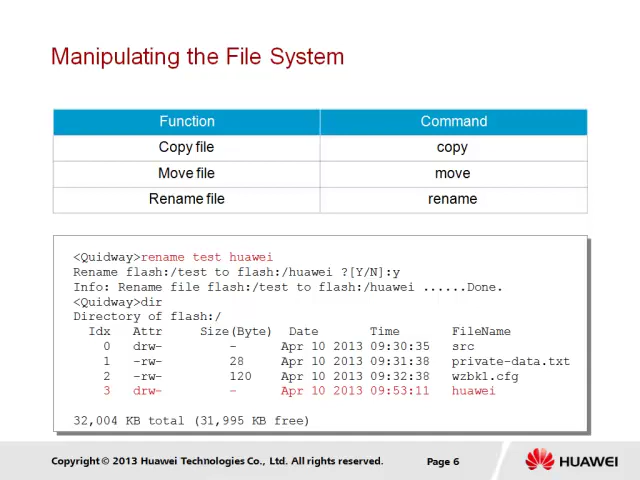 Manipulating the File System
Function Command
Copy file copy
Move file move
Rename file rename
<Quidway>rename test huawei
Rename flash:/test to flash:/huawei ?[Y/N]:y
Info: Rename file flash:/test to flash:/huawei ......Done.
<Quidway>dir
Directory of flash:/
Idx Attr Size(Byte) Date Time FileName
0 drw- - Apr 10 2013 09:30:35 src
1 -rw- 28 Apr 10 2013 09:31:38 private-data.txt
2 -rw- 120 Apr 10 2013 09:32:38 wzbk1.cfg
3 drw- - Apr 10 2013 09:53:11 huawei
32,004 KB total (31,995 KB free)
Copyright © 2013 Huawei Technologies Co., Ltd. All rights reserved. Page 6 HUAWEI